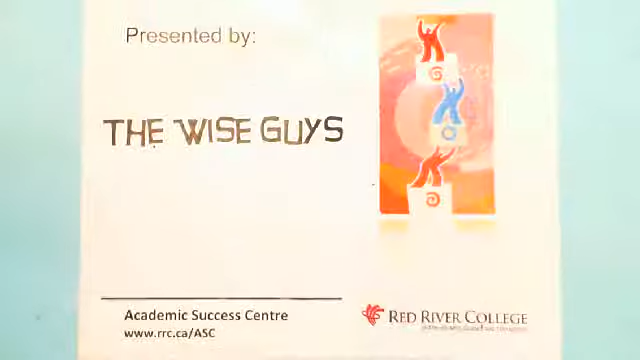 Presented by:
THE WISE GUYS
Academic Success Centre
www.rrc.ca/ASC
RED RIVER COLLEGE